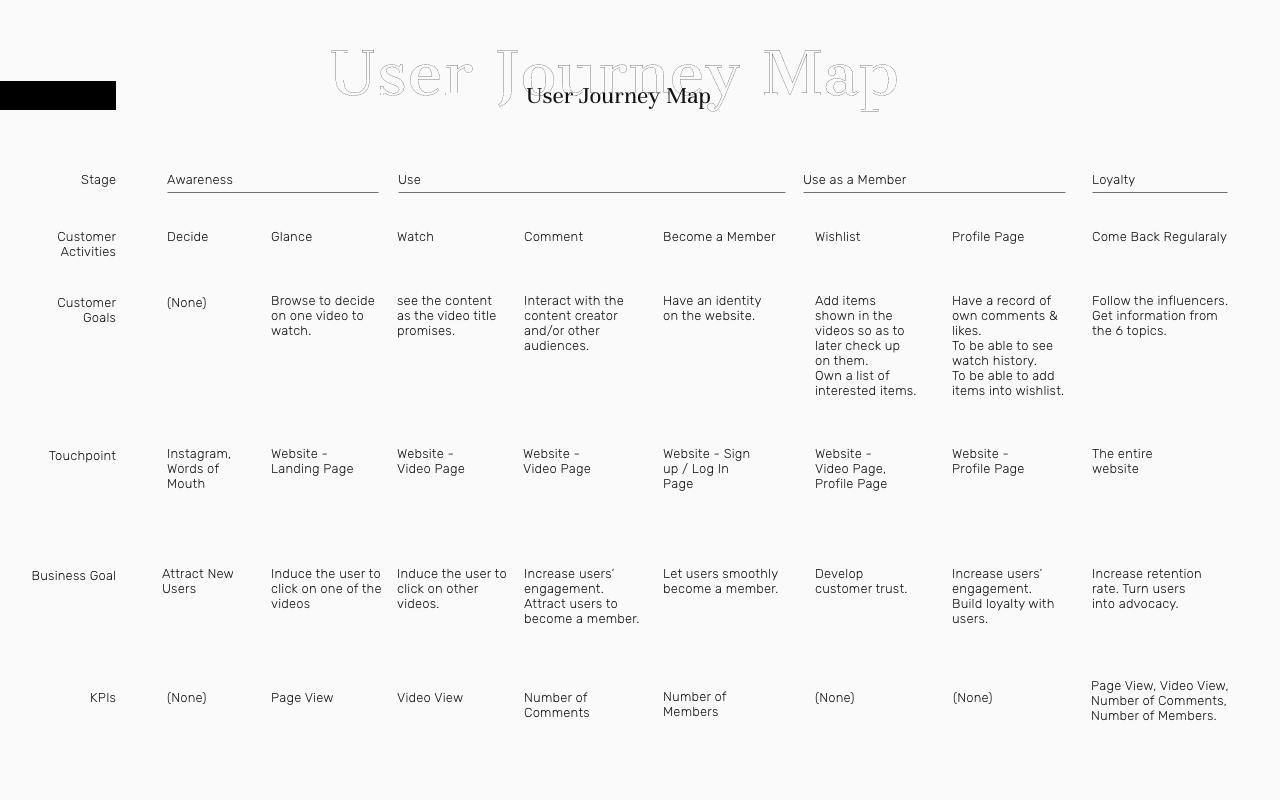 User Journey Map
User Journey Map
Stage
Awareness
Use
Use as a Member
Loyalty
Customer
Activities
Decide
Glance
Watch
Comment
Become a Member
Wishlist
Profile Page
Come Back Regularaly
Customer
Goals
(None)
Browse to decide
on one video to
watch.
see the content
as the video title
promises.
Interact with the
content creator
and/or other
audiences.
Have an identity
on the website.
Add items
shown in the
videos so as to
later check up
on them.
Own a list of
interested items.
Have a record of
own comments &
likes.
To be able to see
watch history.
To be able to add
items into wishlist.
Follow the influencers.
Get information from
the 6 topics.
Touchpoint
Instagram,
Words of
Mouth
Website -
Landing Page
Website -
Video Page
Website -
Video Page
Website - Sign
up / Log In
Page
Website -
Video Page,
Profile Page
Website -
Profile Page
The entire
website
Business Goal
Attract New
Users
Induce the user to
click on one of the
videos
Induce the user to
click on other
videos.
Increase users’
engagement.
Attract users to
become a member.
Let users smoothly
become a member.
Develop
customer trust.
Increase users’
engagement.
Build loyalty with
users.
Increase retention
rate. Turn users
into advocacy.
KPIs
(None)
Page View
Video View
Number of
Comments
Number of
Members
(None)
(None)
Page View, Video View,
Number of Comments,
Number of Members.